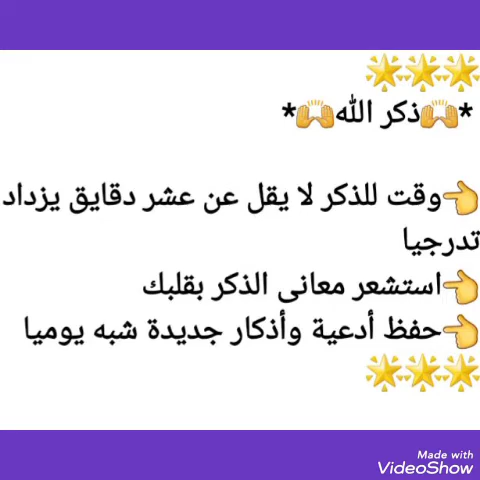 🌟🌟🌟
*🙌ذكر الله🙌*
👈وقت للذكر لا يقل عن عشر دقايق يزداد
تدرجيا
👈استشعر معانى الذكر بقلبك
👈حفظ أدعية وأذكار جديدة شبه يوميا
🌟🌟🌟
Made with
VideoShow